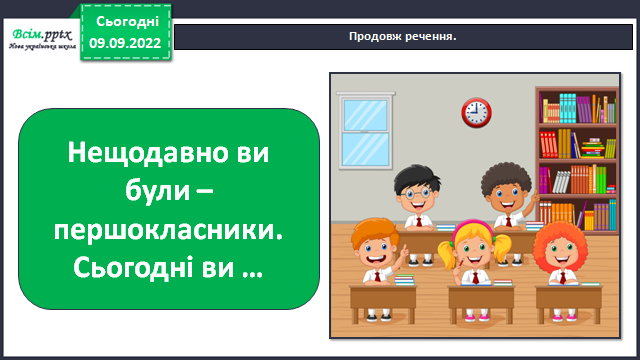 Всім.pptx
Нова українська школа
Сьогодні
09.09.2022
Продовж речення.
Нещодавно ви
були –
першокласники.
Сьогодні ви …